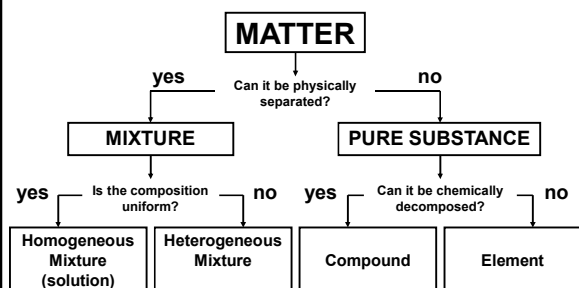 MATTER
yes
Can it be physically
separated?
no
MIXTURE
PURE SUBSTANCE
yes
Is the composition
uniform?
no
yes
Can it be chemically
decomposed?
no
Homogeneous
Mixture
(solution)
Heterogeneous
Mixture
Compound
Element